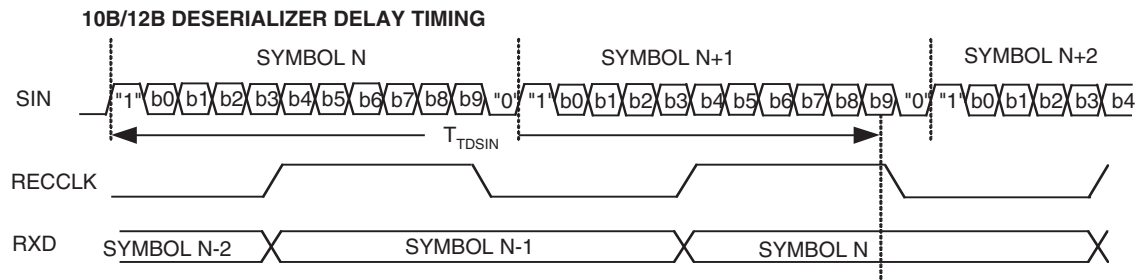 10B/12B DESERIALIZER DELAY TIMING
SYMBOL N SYMBOL N+1 SYMBOL N+2
SIN "1" b0 b1 b2 b3 b4 b5 b6 b7 b8 b9 "0" "1" b0 b1 b2 b3 b4 b5 b6 b7 b8 b9 "0" "1" b0 b1 b2 b3 b4
TTDSIN
RECCLK
RXD SYMBOL N-2 SYMBOL N-1 SYMBOL N